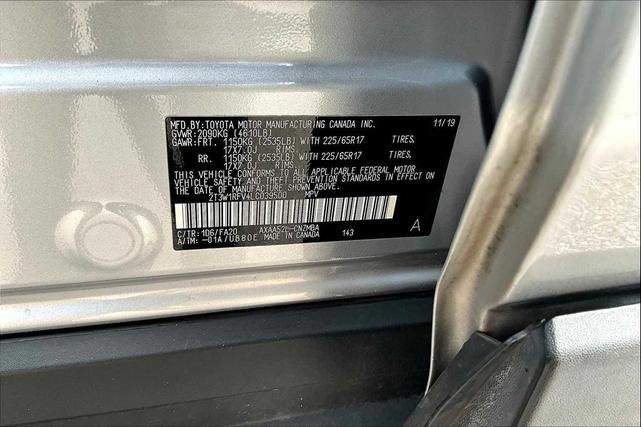 MFD.BY:TOYOTA MOTOR MANUFACTURING CANADA INC. 11/19
GVWR:2090KG (4610LB)
GAWR:FRT. 1150KG (2535LB) WITH 225/65R17 TIRES,
17X7.0J RIMS,
RR. 1150KG (2535LB) WITH 225/65R17 TIRES,
17X7.0J RIMS,
THIS VEHICLE CONFORMS TO ALL APPLICABLE FEDERAL MOTOR
VEHICLE SAFETY AND THEFT PREVENTION STANDARDS IN
EFFECT ON THE DATE OF MANUFACTURE SHOWN ABOVE.
2T3W1RFV4LC039500 MPV
C/TR:1D6/FA20 AXAA52L-CNZMBA
A/TM:-01A/UB80E MADE IN CANADA 143 A